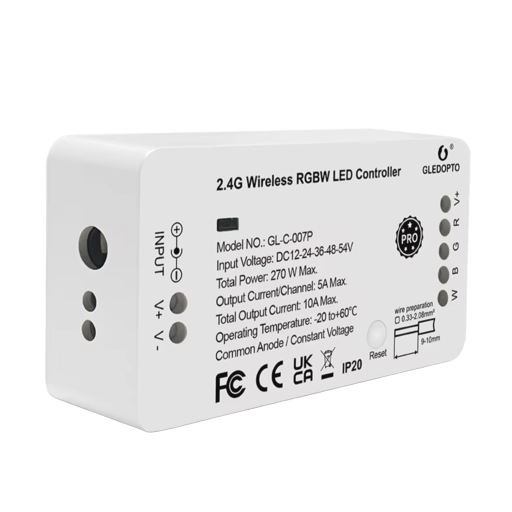 GLEDOPTO
®
2.4G Wireless RGBW LED Controller
Model NO.: GL-C-007P
Input Voltage: DC12-24-36-48-54V
Total Power: 270 W Max.
Output Current/Channel: 5A Max.
Total Output Current: 10A Max.
Operating Temperature: -20 to+60℃
Common Anode / Constant Voltage
FC CE UK CA IP20
PRO
Reset
V+
R
G
B
W
wire preparation
0.33-2.08mm²
9-10mm
INPUT
+
-
V+
V-